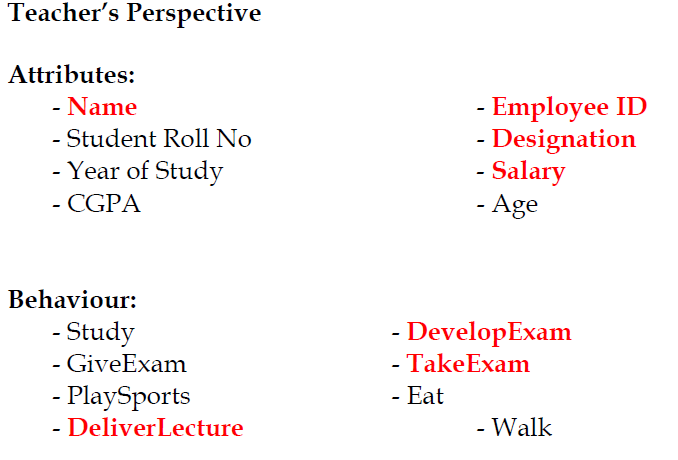 Teacher’s Perspective
Attributes:
- Name - Employee ID
- Student Roll No - Designation
- Year of Study - Salary
- CGPA - Age
Behaviour:
- Study - DevelopExam
- GiveExam - TakeExam
- PlaySports - Eat
- DeliverLecture - Walk